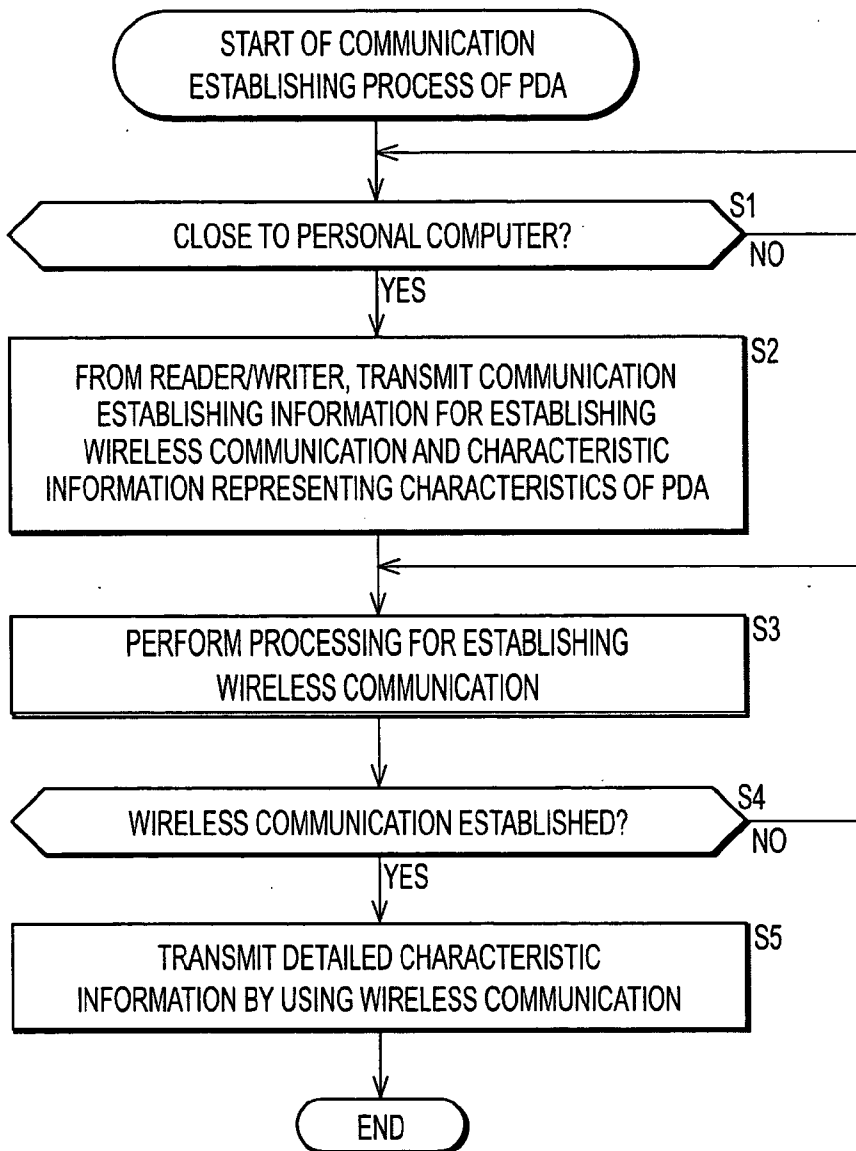 START OF COMMUNICATION
ESTABLISHING PROCESS OF PDA
S1
CLOSE TO PERSONAL COMPUTER?
NO
YES
S2
FROM READER/WRITER, TRANSMIT COMMUNICATION
ESTABLISHING INFORMATION FOR ESTABLISHING
WIRELESS COMMUNICATION AND CHARACTERISTIC
INFORMATION REPRESENTING CHARACTERISTICS OF PDA
S3
PERFORM PROCESSING FOR ESTABLISHING
WIRELESS COMMUNICATION
S4
WIRELESS COMMUNICATION ESTABLISHED?
NO
YES
S5
TRANSMIT DETAILED CHARACTERISTIC
INFORMATION BY USING WIRELESS COMMUNICATION
END